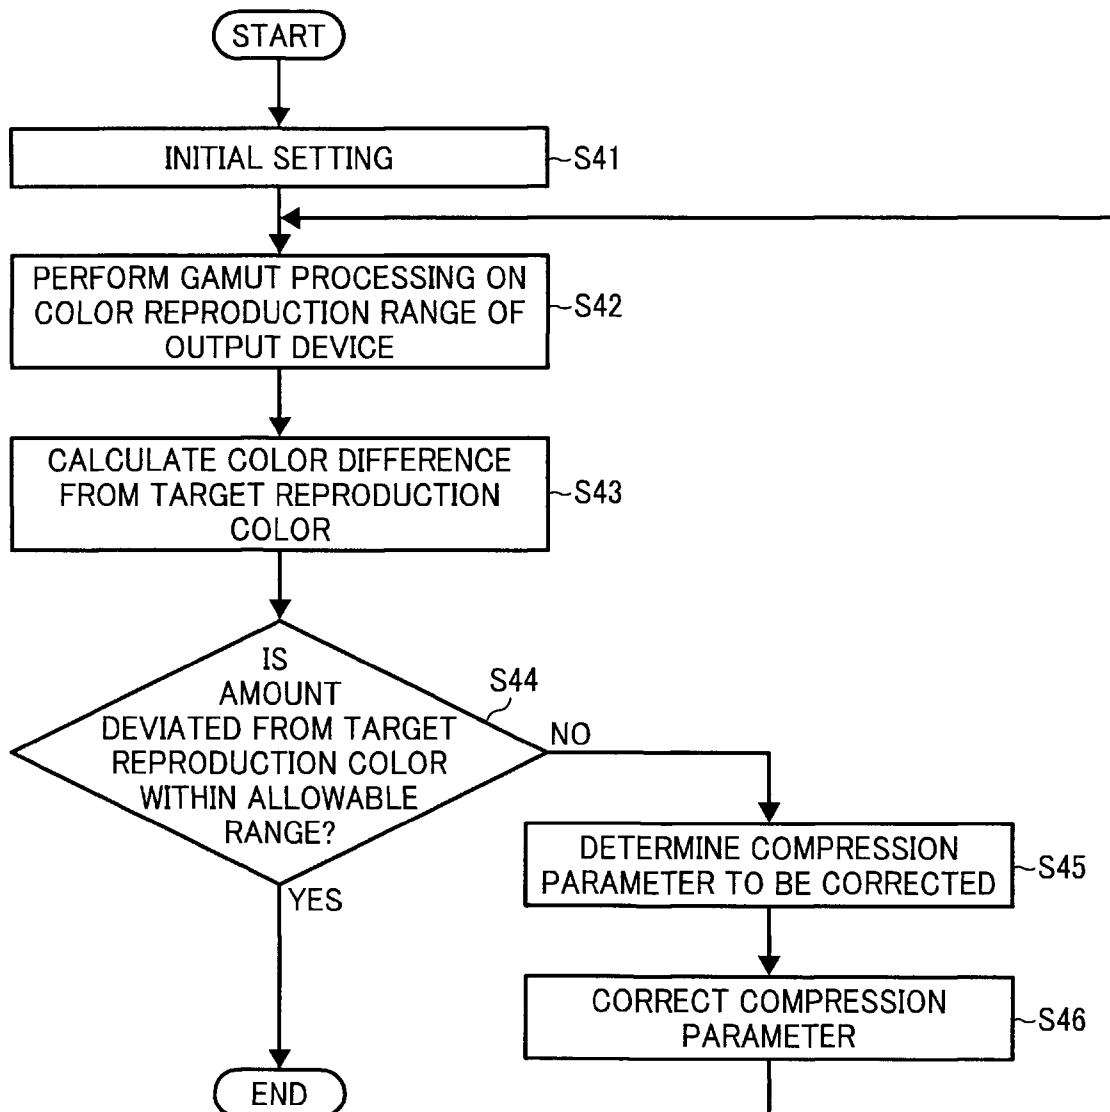 START
INITIAL SETTING
S41
PERFORM GAMUT PROCESSING ON
COLOR REPRODUCTION RANGE OF
OUTPUT DEVICE
S42
CALCULATE COLOR DIFFERENCE
FROM TARGET REPRODUCTION
COLOR
S43
IS
AMOUNT
DEVIATED FROM TARGET
REPRODUCTION COLOR
WITHIN ALLOWABLE
RANGE?
S44
NO
YES
DETERMINE COMPRESSION
PARAMETER TO BE CORRECTED
S45
CORRECT COMPRESSION
PARAMETER
S46
END